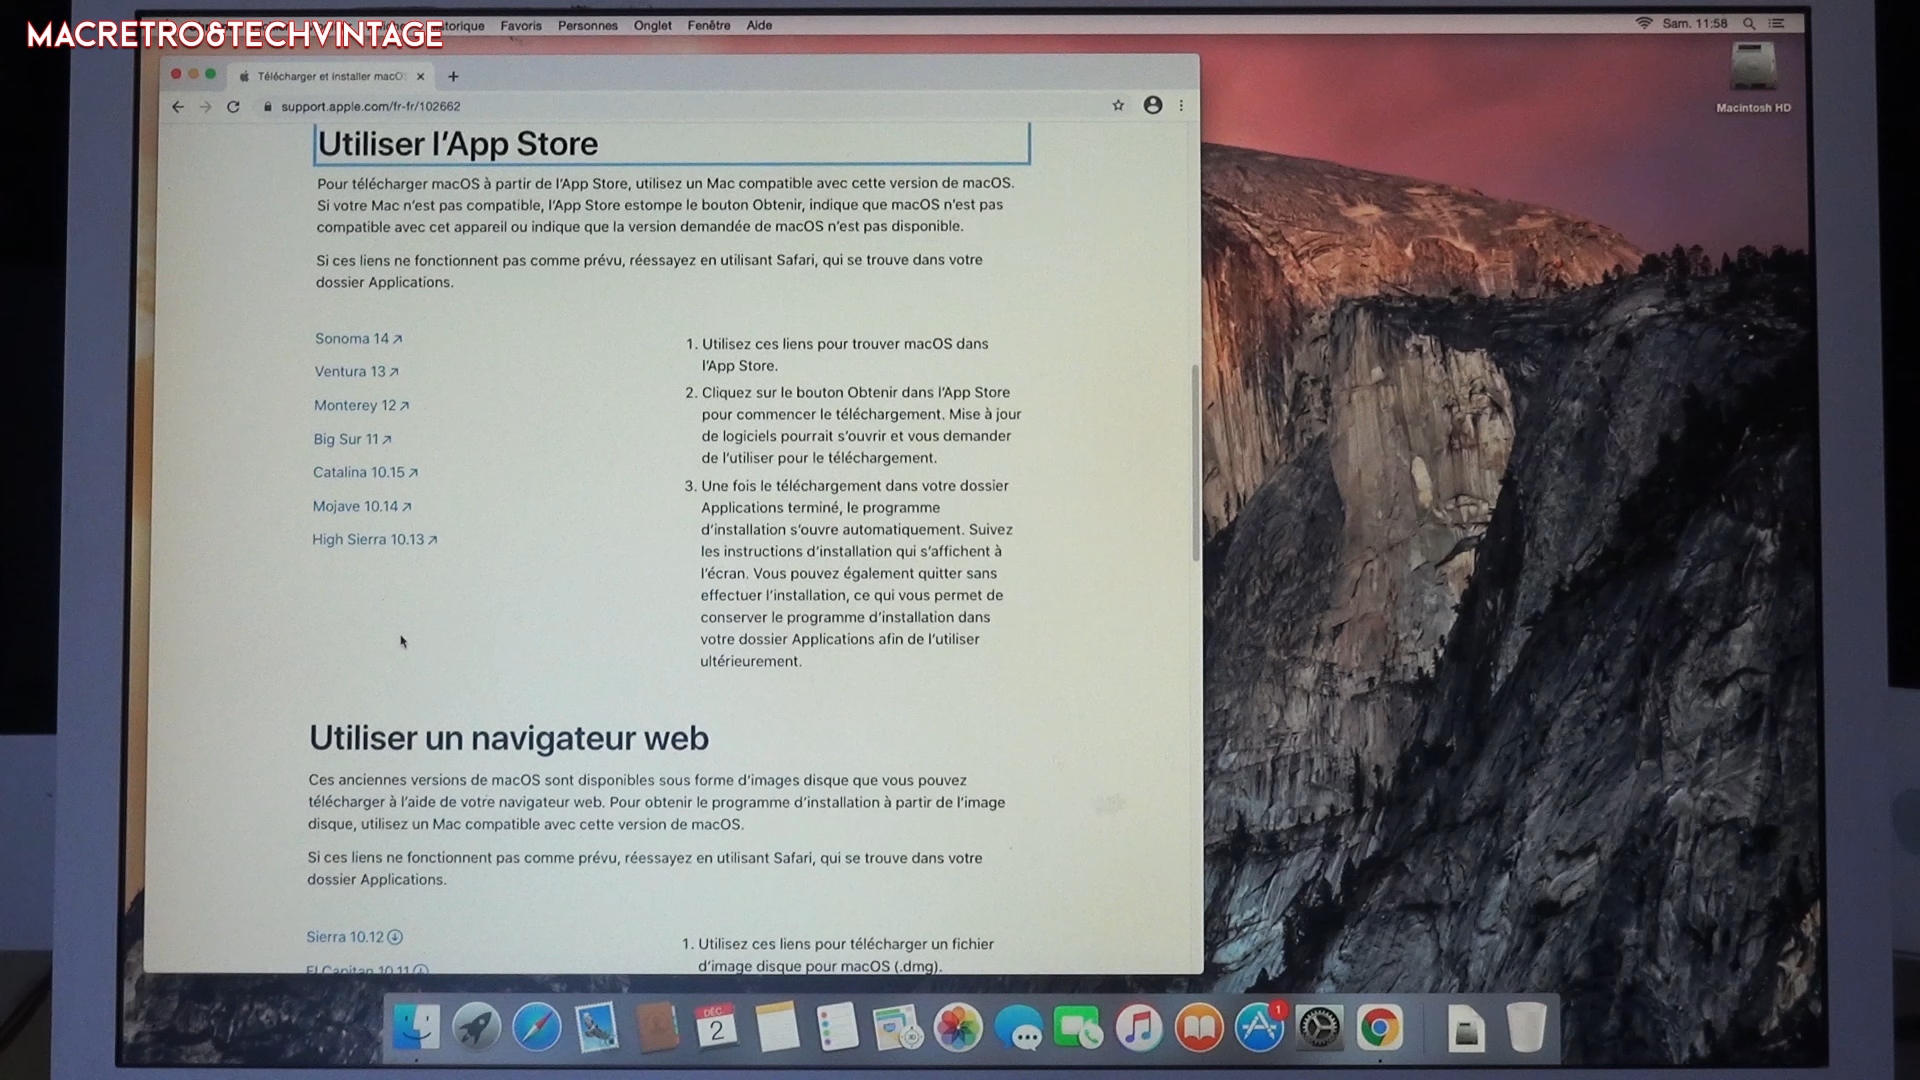 MACRETRO&TECHVINTAGE
Favoris Personnes Onglet Fenêtre Aide
Sam. 11:58
Macintosh HD
Télécharger et installer macO
support.apple.com/fr-fr/102662
Utiliser l’App Store
Pour télécharger macOS à partir de l’App Store, utilisez un Mac compatible avec cette version de macOS.
Si votre Mac n’est pas compatible, l’App Store estompe le bouton Obtenir, indique que macOS n’est pas
compatible avec cet appareil ou indique que la version demandée de macOS n’est pas disponible.
Si ces liens ne fonctionnent pas comme prévu, réessayez en utilisant Safari, qui se trouve dans votre
dossier Applications.
Sonoma 14
Ventura 13
Monterey 12
Big Sur 11
Catalina 10.15
Mojave 10.14
High Sierra 10.13
1. Utilisez ces liens pour trouver macOS dans
l’App Store.
2. Cliquez sur le bouton Obtenir dans l’App Store
pour commencer le téléchargement. Mise à jour
de logiciels pourrait s’ouvrir et vous demander
de l’utiliser pour le téléchargement.
3. Une fois le téléchargement dans votre dossier
Applications terminé, le programme
d’installation s’ouvre automatiquement. Suivez
les instructions d’installation qui s’affichent à
l’écran. Vous pouvez également quitter sans
effectuer l’installation, ce qui vous permet de
conserver le programme d’installation dans
votre dossier Applications afin de l’utiliser
ultérieurement.
Utiliser un navigateur web
Ces anciennes versions de macOS sont disponibles sous forme d’images disque que vous pouvez
télécharger à l’aide de votre navigateur web. Pour obtenir le programme d’installation à partir de l’image
disque, utilisez un Mac compatible avec cette version de macOS.
Si ces liens ne fonctionnent pas comme prévu, réessayez en utilisant Safari, qui se trouve dans votre
dossier Applications.
Sierra 10.12
El Capitan 10.11
1. Utilisez ces liens pour télécharger un fichier
d’image disque pour macOS (.dmg).
DÉC
2
1